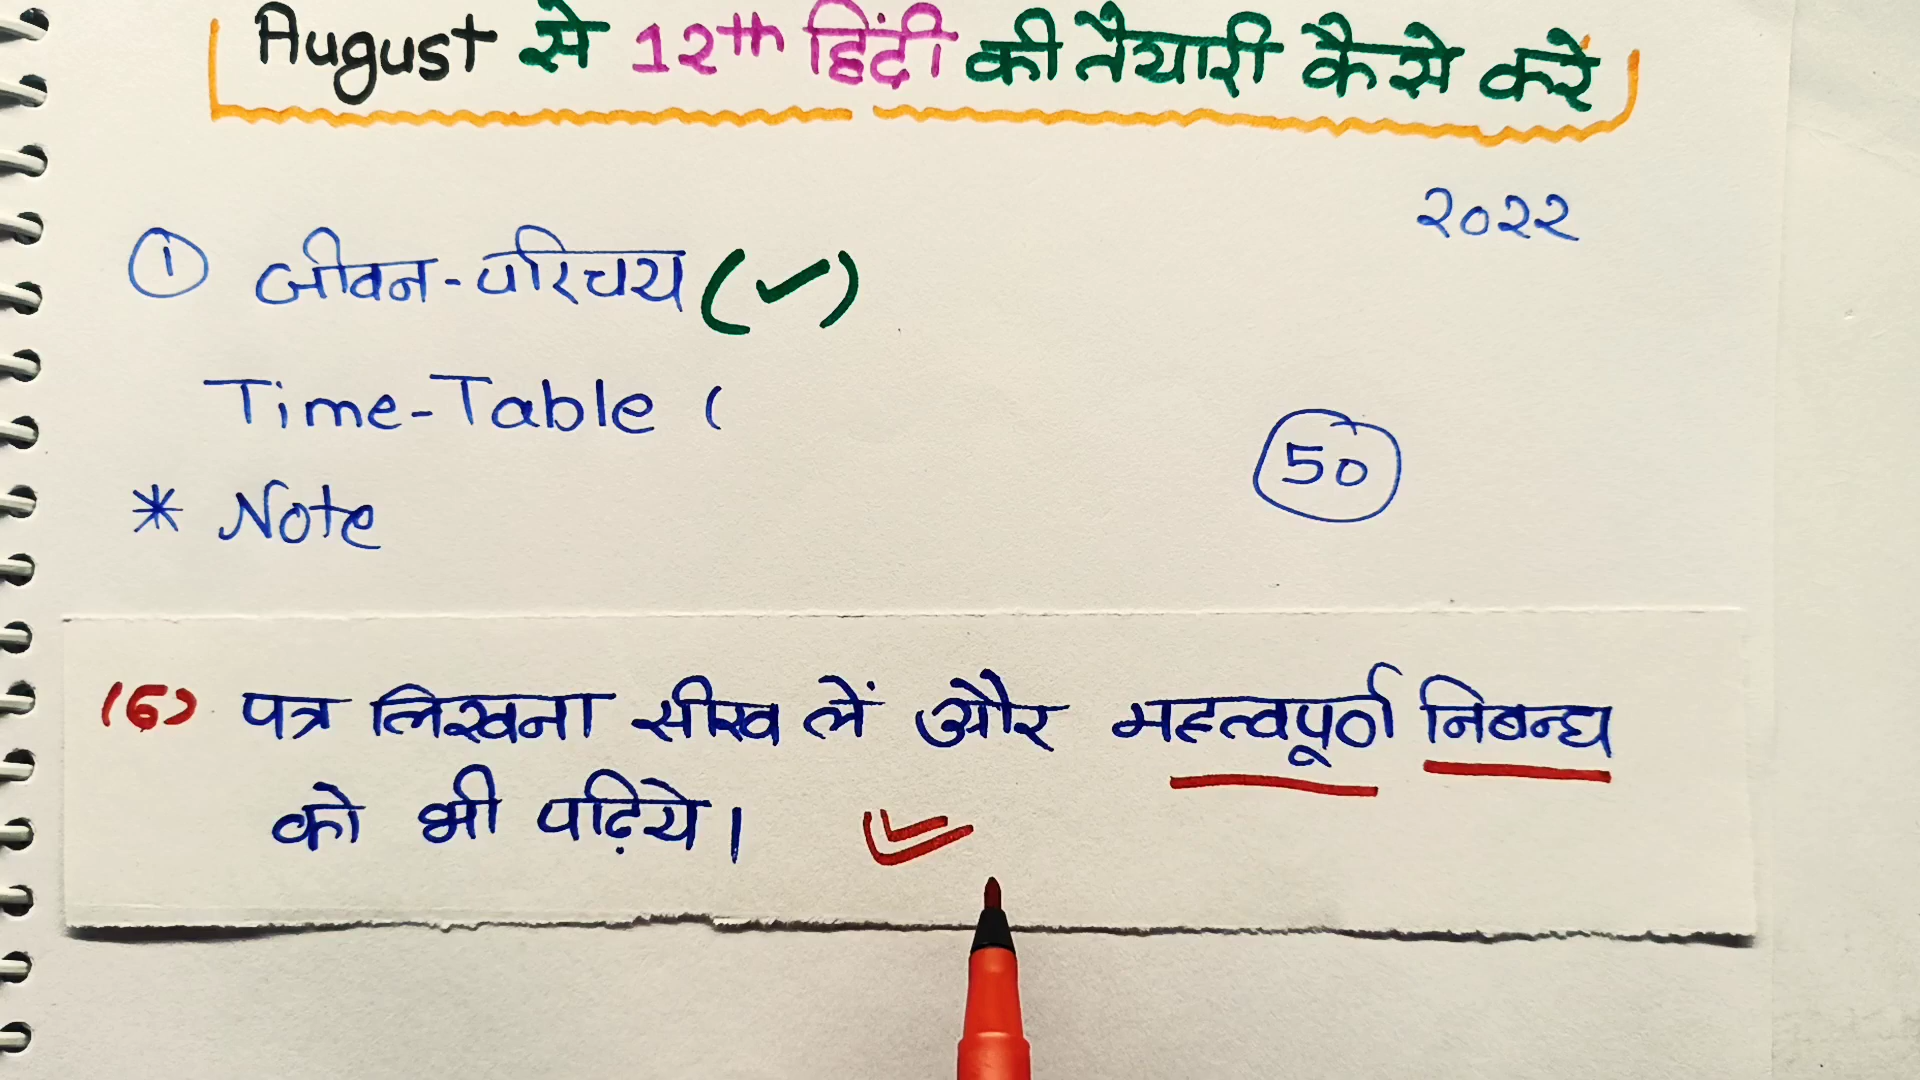 August से 12th हिंदी की तैयारी कैसे करें
२०२२
① जीवन-परिचय (✓)
Time-Table (
50
* Note
(6) पत्र लिखना सीख लें और महत्वपूर्ण निबन्ध
को भी पढ़िये।